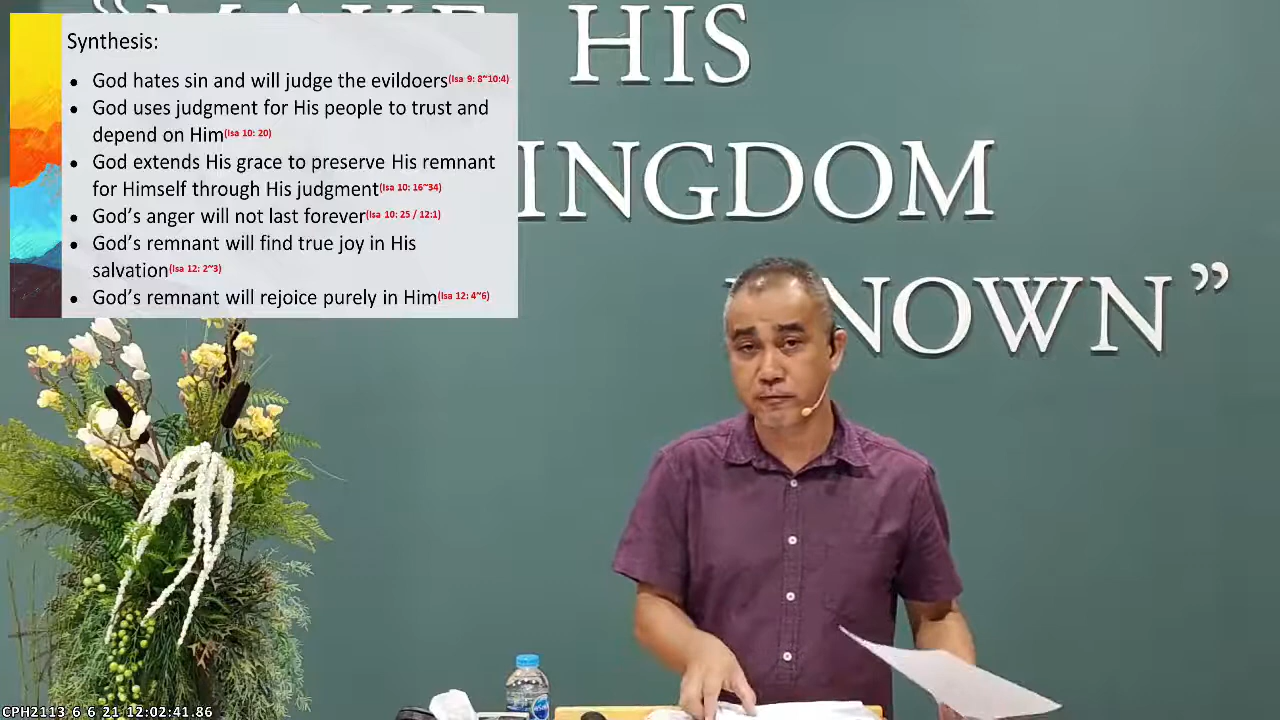 Synthesis:
• God hates sin and will judge the evildoers(Isa 9: 8~10:4)
• God uses judgment for His people to trust and
depend on Him(Isa 10: 20)
• God extends His grace to preserve His remnant
for Himself through His judgment(Isa 10: 16~34)
• God's anger will not last forever(Isa 10: 25 / 12:1)
• God's remnant will find true joy in His
salvation(Isa 12: 2~3)
• God's remnant will rejoice purely in Him(Isa 12: 4~6)
“MAKE HIS
INGDOM
NOWN”
CPH2113 6 6 21 12:02:41.86